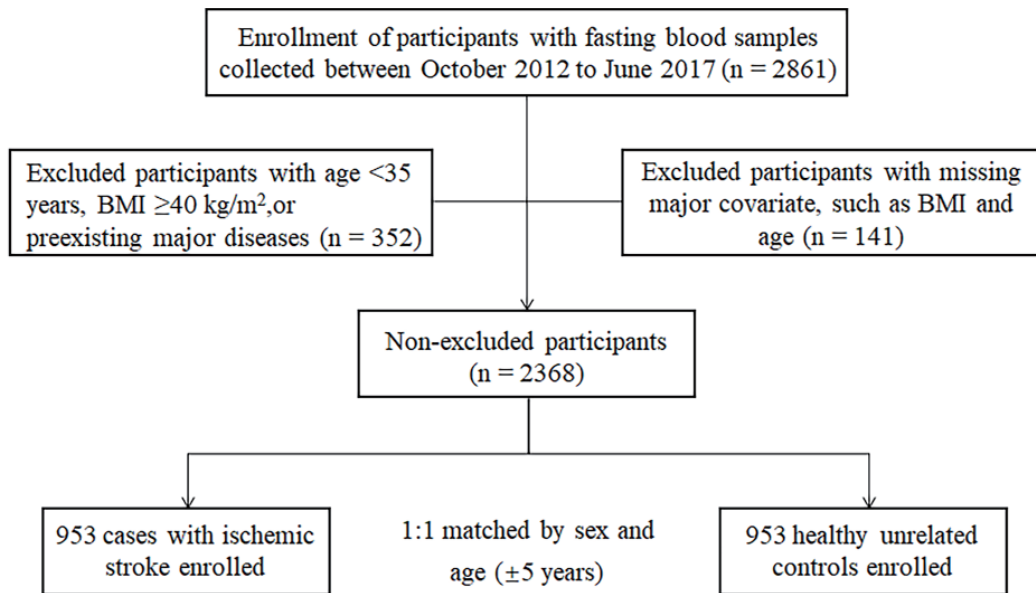 Enrollment of participants with fasting blood samples
collected between October 2012 to June 2017 (n = 2861)
Excluded participants with age <35
years, BMI ≥40 kg/m²,or
preexisting major diseases (n = 352)
Excluded participants with missing
major covariate, such as BMI and
age (n = 141)
Non-excluded participants
(n = 2368)
953 cases with ischemic
stroke enrolled
1:1 matched by sex and
age (±5 years)
953 healthy unrelated
controls enrolled